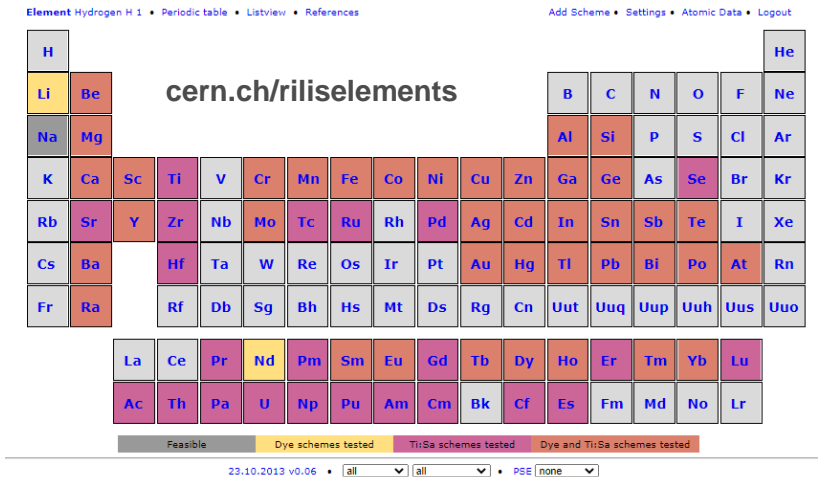 Element Hydrogen H 1 • Periodic table • Listview • References Add Scheme • Settings • Atomic Data • Logout
H He
cern.ch/riliselements
Li Be B C N O F Ne
Na Mg Al Si P S Cl Ar
K Ca Sc Ti V Cr Mn Fe Co Ni Cu Zn Ga Ge As Se Br Kr
Rb Sr Y Zr Nb Mo Tc Ru Rh Pd Ag Cd In Sn Sb Te I Xe
Cs Ba Hf Ta W Re Os Ir Pt Au Hg Tl Pb Bi Po At Rn
Fr Ra Rf Db Sg Bh Hs Mt Ds Rg Cn Uut Uuq Uup Uuh Uus Uuo
La Ce Pr Nd Pm Sm Eu Gd Tb Dy Ho Er Tm Yb Lu
Ac Th Pa U Np Pu Am Cm Bk Cf Es Fm Md No Lr
Feasible Dye schemes tested Ti:Sa schemes tested Dye and Ti:Sa schemes tested
23.10.2013 v0.06 • all all • PSE none